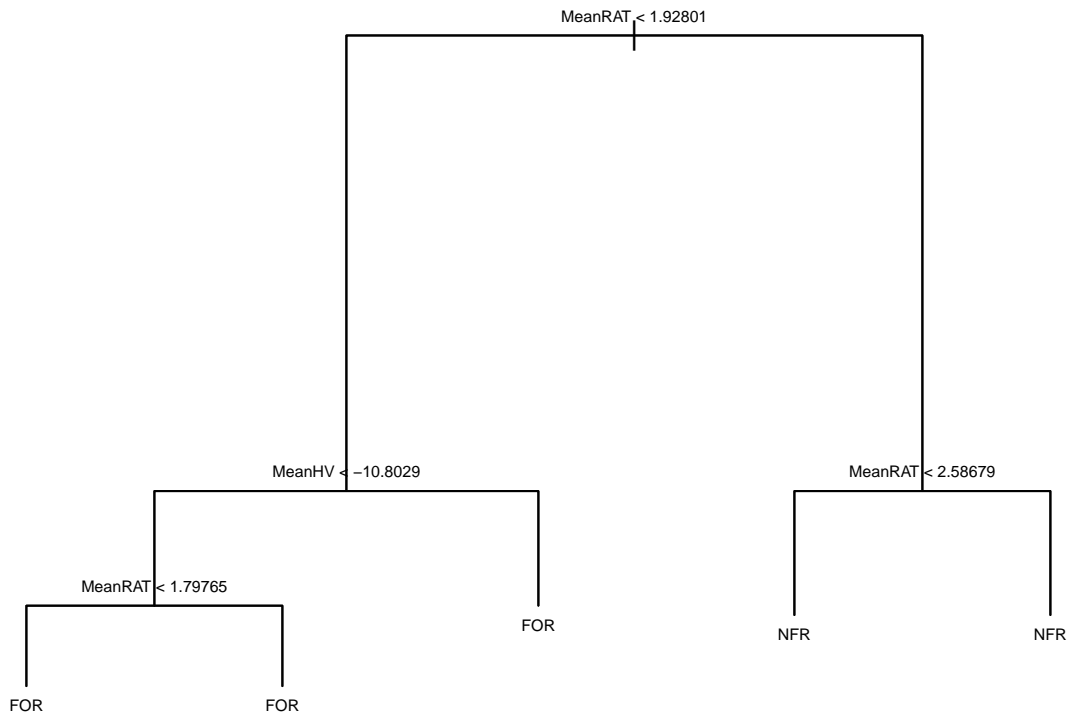 MeanRAT < 1.92801
MeanHV < −10.8029
MeanRAT < 2.58679
MeanRAT < 1.79765
FOR
NFR
NFR
FOR
FOR